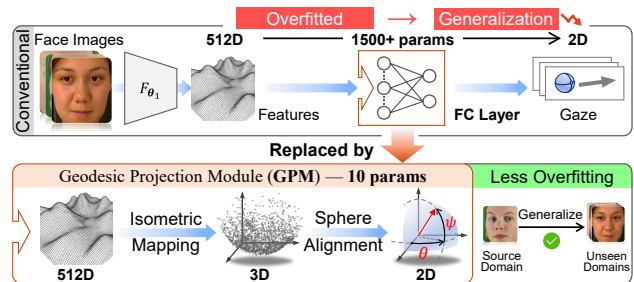 Overfitted → Generalization
Face Images
512D
1500+ params
2D
Conventional
F_θ₁
Features
FC Layer
Gaze
Replaced by
Geodesic Projection Module (GPM) — 10 params
Less Overfitting
Isometric
Mapping
Sphere
Alignment
ψ
θ
512D
3D
2D
Generalize
Source
Domain
Unseen
Domains